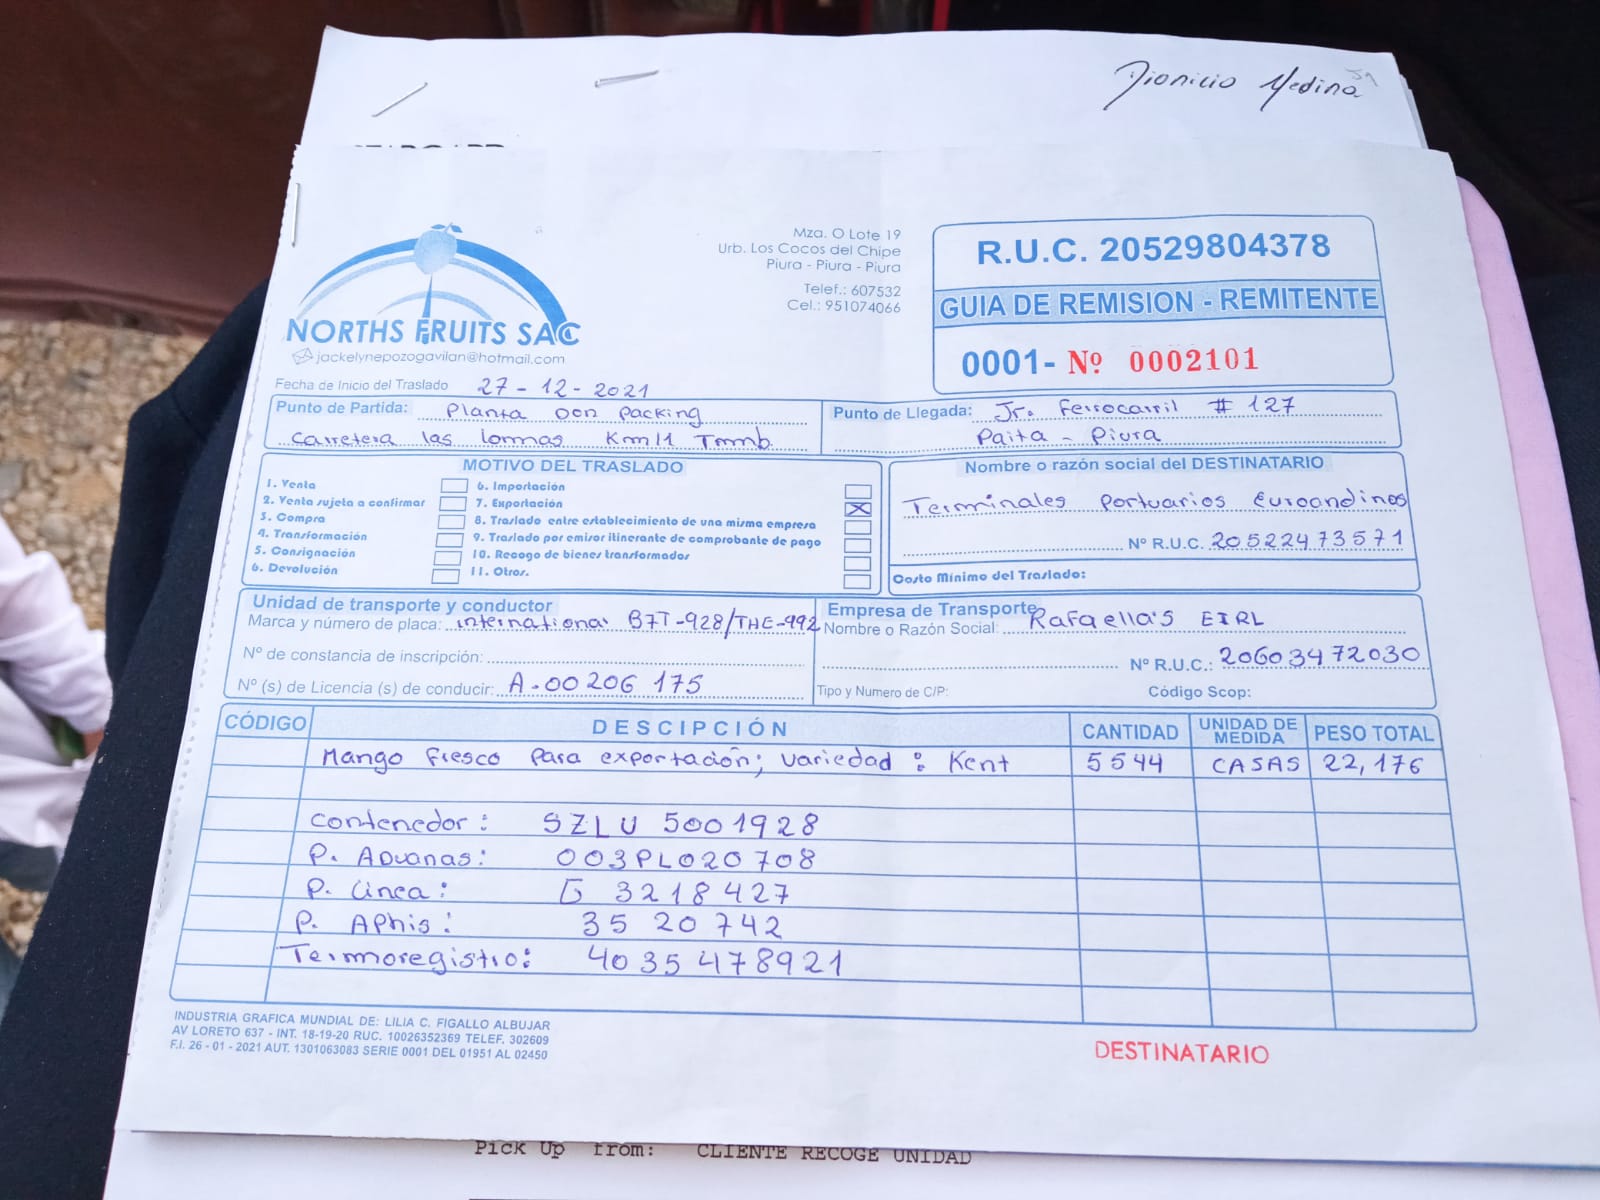 Dionicio Medina
NORTHS FRUITS SAC
jackelynepozogavilan@hotmail.com
Mza. O Lote 19
Urb. Los Cocos del Chipe
Piura - Piura - Piura
Telef.: 607532
Cel.: 951074066
R.U.C. 20529804378
GUIA DE REMISION - REMITENTE
0001- Nº 0002101
Fecha de Inicio del Traslado 27-12-2021
Punto de Partida: Planta Don Packing
Carretera las lomas Km 11 Tmmb.
Punto de Llegada: Jr. Ferrocarril # 127
Paita - Piura
MOTIVO DEL TRASLADO
1. Venta
2. Venta sujeta a confirmar
3. Compra
4. Transformación
5. Consignación
6. Devolución
6. Importación
7. Exportación X
8. Traslado entre establecimiento de una misma empresa
9. Traslado por emisor itinerante de comprobante de pago
10. Recogo de bienes transformados
11. Otros.
Nombre o razón social del DESTINATARIO
Terminales Portuarios Euroandinos
Nº R.U.C. 20522473571
Costo Mínimo del Traslado:
Unidad de transporte y conductor
Marca y número de placa: international B7T-928/THE-992
Nº de constancia de inscripción:
Nº (s) de Licencia (s) de conducir: A.00206 175
Empresa de Transporte
Nombre o Razón Social: Rafaella's EIRL
Nº R.U.C.: 20603472030
Tipo y Numero de C/P: Código Scop:
CÓDIGO DESCIPCIÓN CANTIDAD UNIDAD DE MEDIDA PESO TOTAL
Mango fresco para exportación; variedad : Kent 5544 CASAS 22,176
Contenedor: SZLU 5001928
P. Aduanas: 003PL020708
P. Linea: G 3218427
P. Aphis: 35 20 742
Termoregistro: 4035478921
INDUSTRIA GRAFICA MUNDIAL DE: LILIA C. FIGALLO ALBUJAR
AV LORETO 637 - INT. 18-19-20 RUC. 10026352369 TELEF. 302609
F.I. 26 - 01 - 2021 AUT. 1301063083 SERIE 0001 DEL 01951 AL 02450
DESTINATARIO
Pick Up from: CLIENTE RECOGE UNIDAD